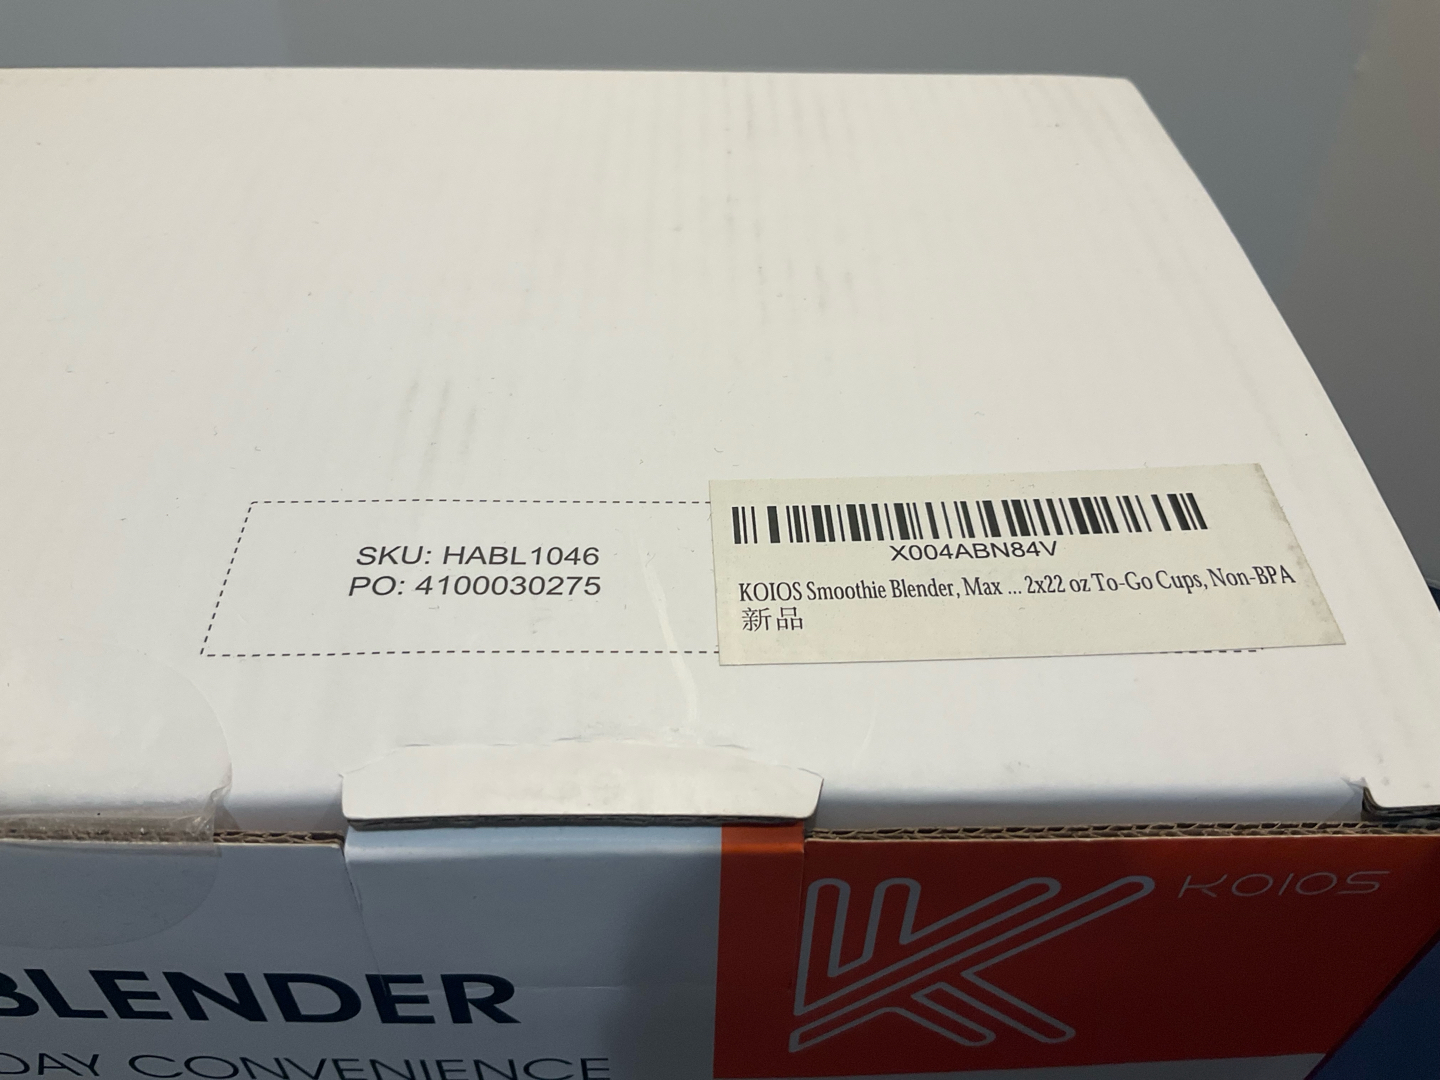 SKU: HABL1046
PO: 4100030275
X004ABN84V
KOIOS Smoothie Blender, Max ... 2x22 oz To-Go Cups, Non-BPA
新品
KOIOS
BLENDER
DAY CONVENIENCE